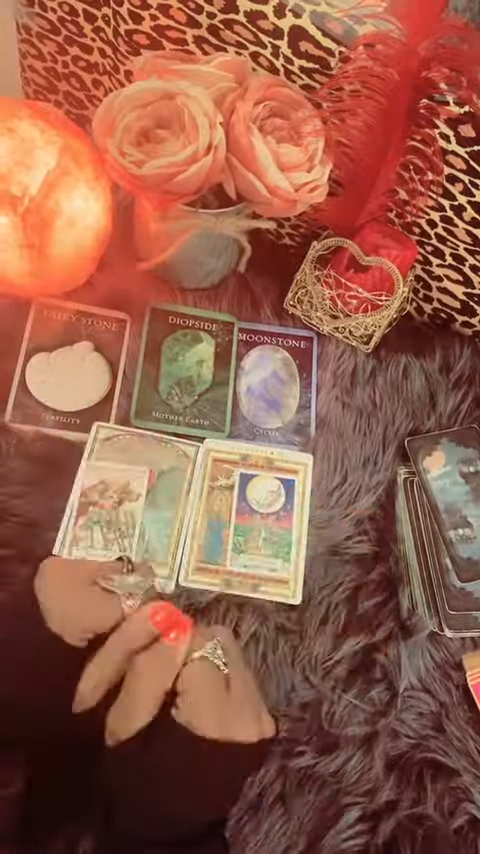 FAIRY STONE
DIOPSIDE
MOONSTONE
FERTILITY
MOTHER EARTH
CYCLES